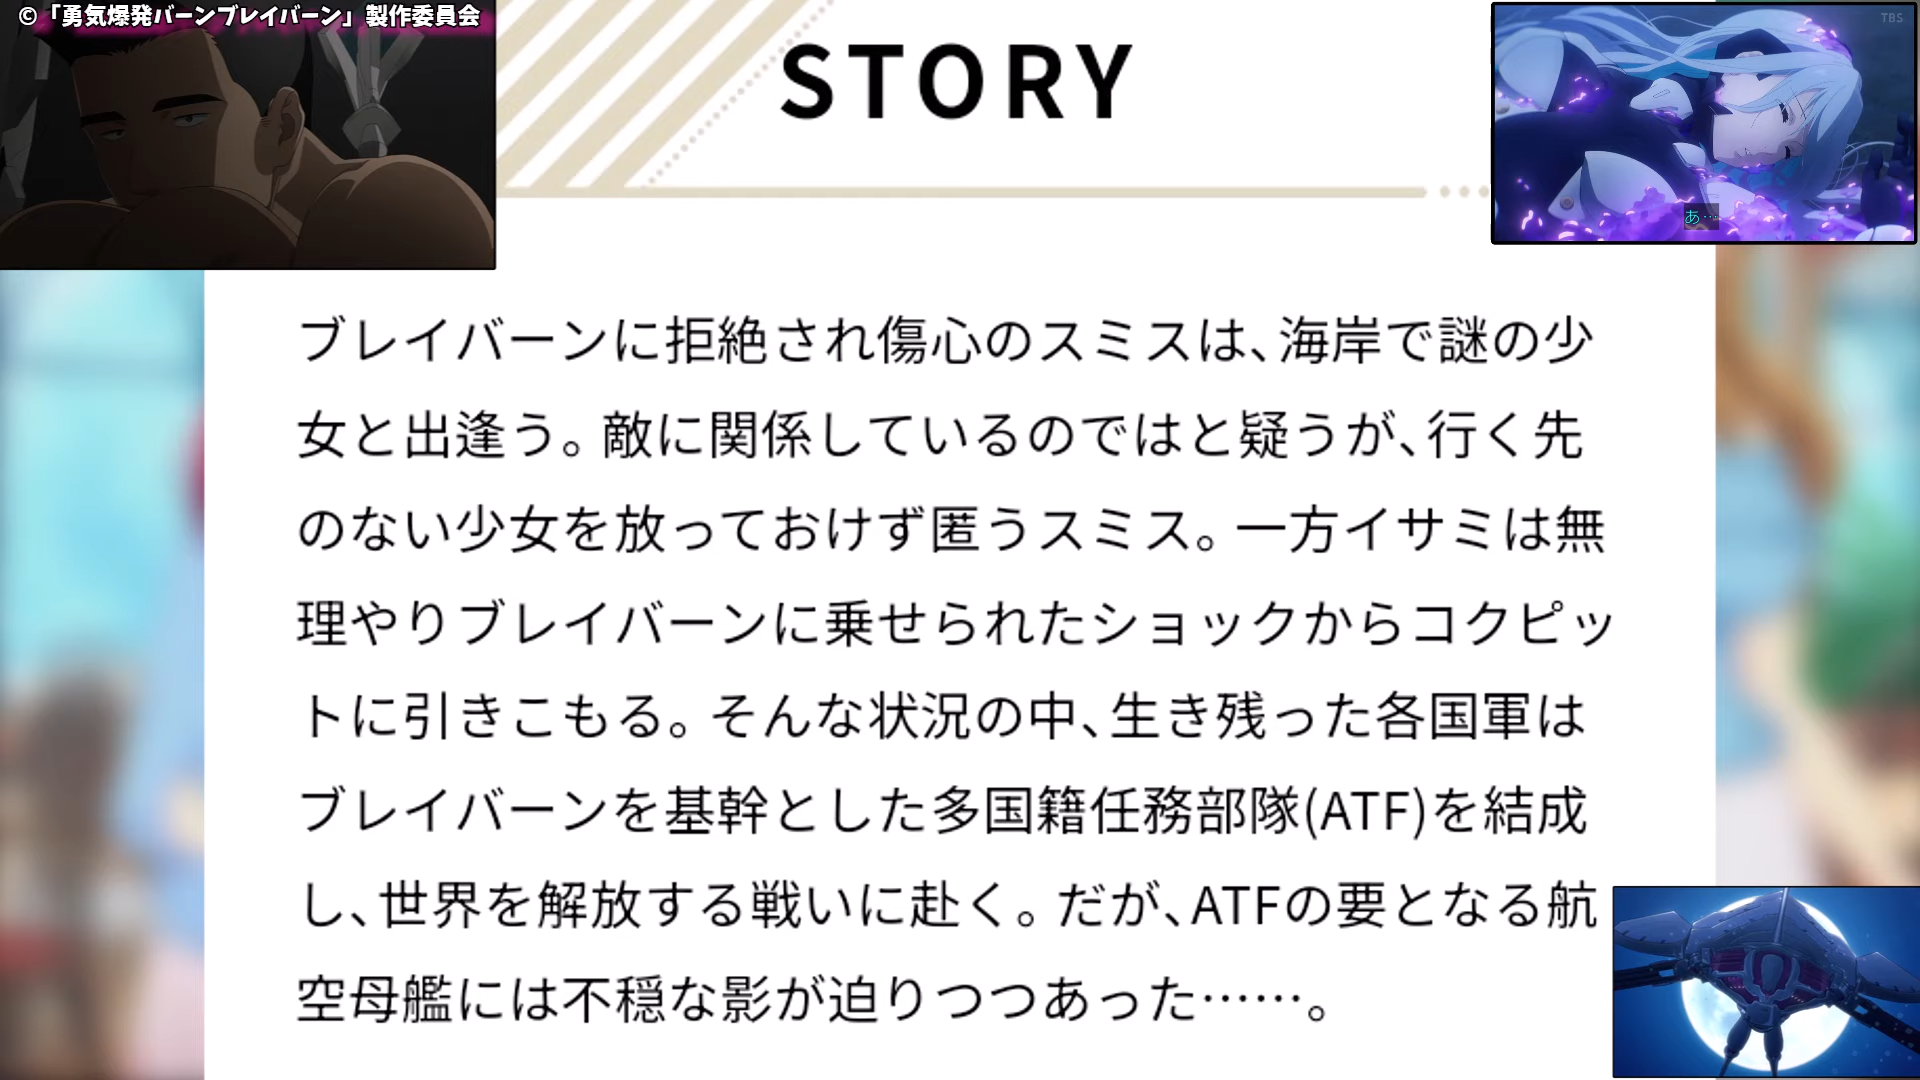 ©「勇気爆発バーンブレイバーン」製作委員会
STORY
TBS
あ…
ブレイバーンに拒絶され傷心のスミスは、海岸で謎の少
女と出逢う。敵に関係しているのではと疑うが、行く先
のない少女を放っておけず匿うスミス。一方イサミは無
理やりブレイバーンに乗せられたショックからコクピッ
トに引きこもる。そんな状況の中、生き残った各国軍は
ブレイバーンを基幹とした多国籍任務部隊(ATF)を結成
し、世界を解放する戦いに赴く。だが、ATFの要となる航
空母艦には不穏な影が迫りつつあった……。